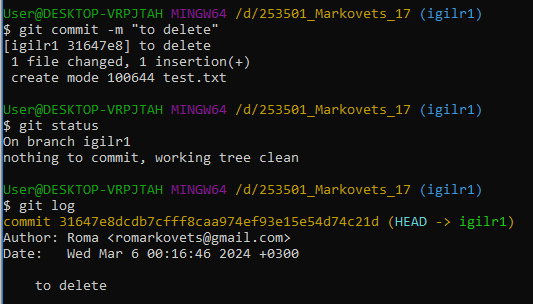 User@DESKTOP-VRPJTAH MINGW64 /d/253501_Markovets_17 (igilr1)
$ git commit -m "to delete"
[igilr1 31647e8] to delete
 1 file changed, 1 insertion(+)
 create mode 100644 test.txt

User@DESKTOP-VRPJTAH MINGW64 /d/253501_Markovets_17 (igilr1)
$ git status
On branch igilr1
nothing to commit, working tree clean

User@DESKTOP-VRPJTAH MINGW64 /d/253501_Markovets_17 (igilr1)
$ git log
commit 31647e8dcdb7cfff8caa974ef93e15e54d74c21d (HEAD -> igilr1)
Author: Roma <romarkovets@gmail.com>
Date:   Wed Mar 6 00:16:46 2024 +0300

    to delete